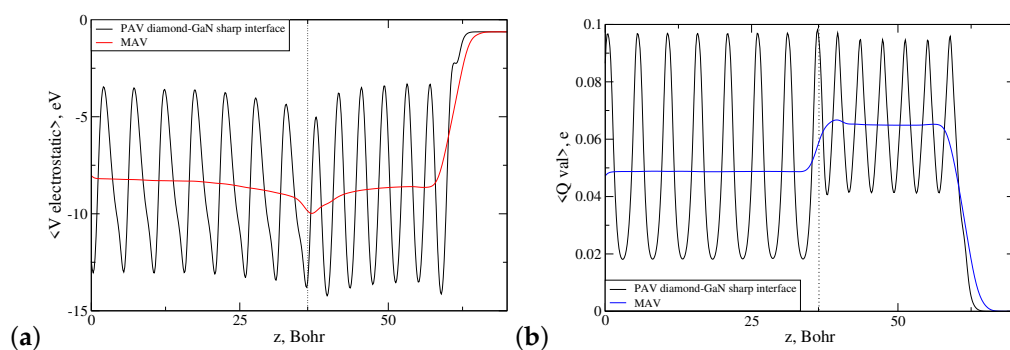 0
PAV diamond-GaN sharp interface
MAV
-5
-10
-15
<V electrostatic>, eV
0
25
50
z, Bohr
(a)
0.1
0.08
0.06
0.04
0.02
0
<Q val>, e
PAV diamond-GaN sharp interface
MAV
0
25
50
z, Bohr
(b)